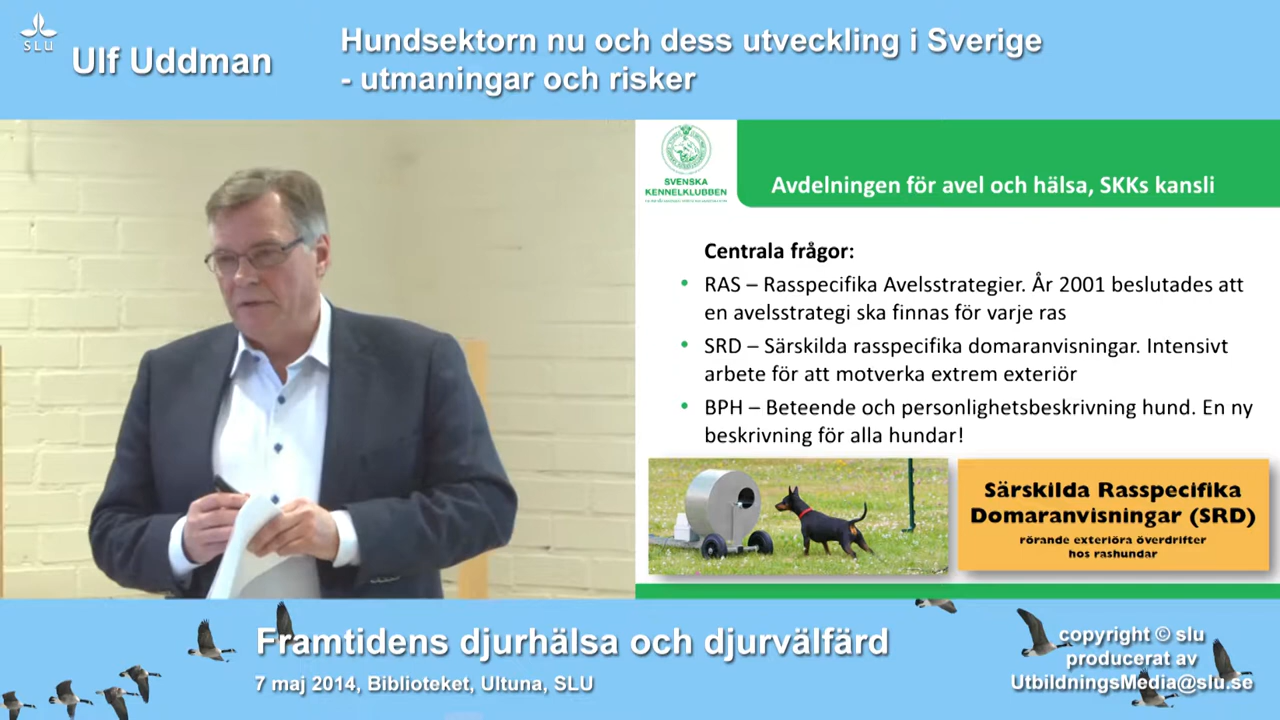 SLU
Ulf Uddman
Hundsektorn nu och dess utveckling i Sverige
- utmaningar och risker
SVENSKA
KENNELKLUBBEN
Avdelningen för avel och hälsa, SKKs kansli
Centrala frågor:
• RAS – Rasspecifika Avelsstrategier. År 2001 beslutades att
en avelsstrategi ska finnas för varje ras
• SRD – Särskilda rasspecifika domaranvisningar. Intensivt
arbete för att motverka extrem exteriör
• BPH – Beteende och personlighetsbeskrivning hund. En ny
beskrivning för alla hundar!
Särskilda Rasspecifika
Domaranvisningar (SRD)
rörande exteriöra överdrifter
hos rashundar
Framtidens djurhälsa och djurvälfärd
7 maj 2014, Biblioteket, Ultuna, SLU
copyright © slu
producerat av
UtbildningsMedia@slu.se